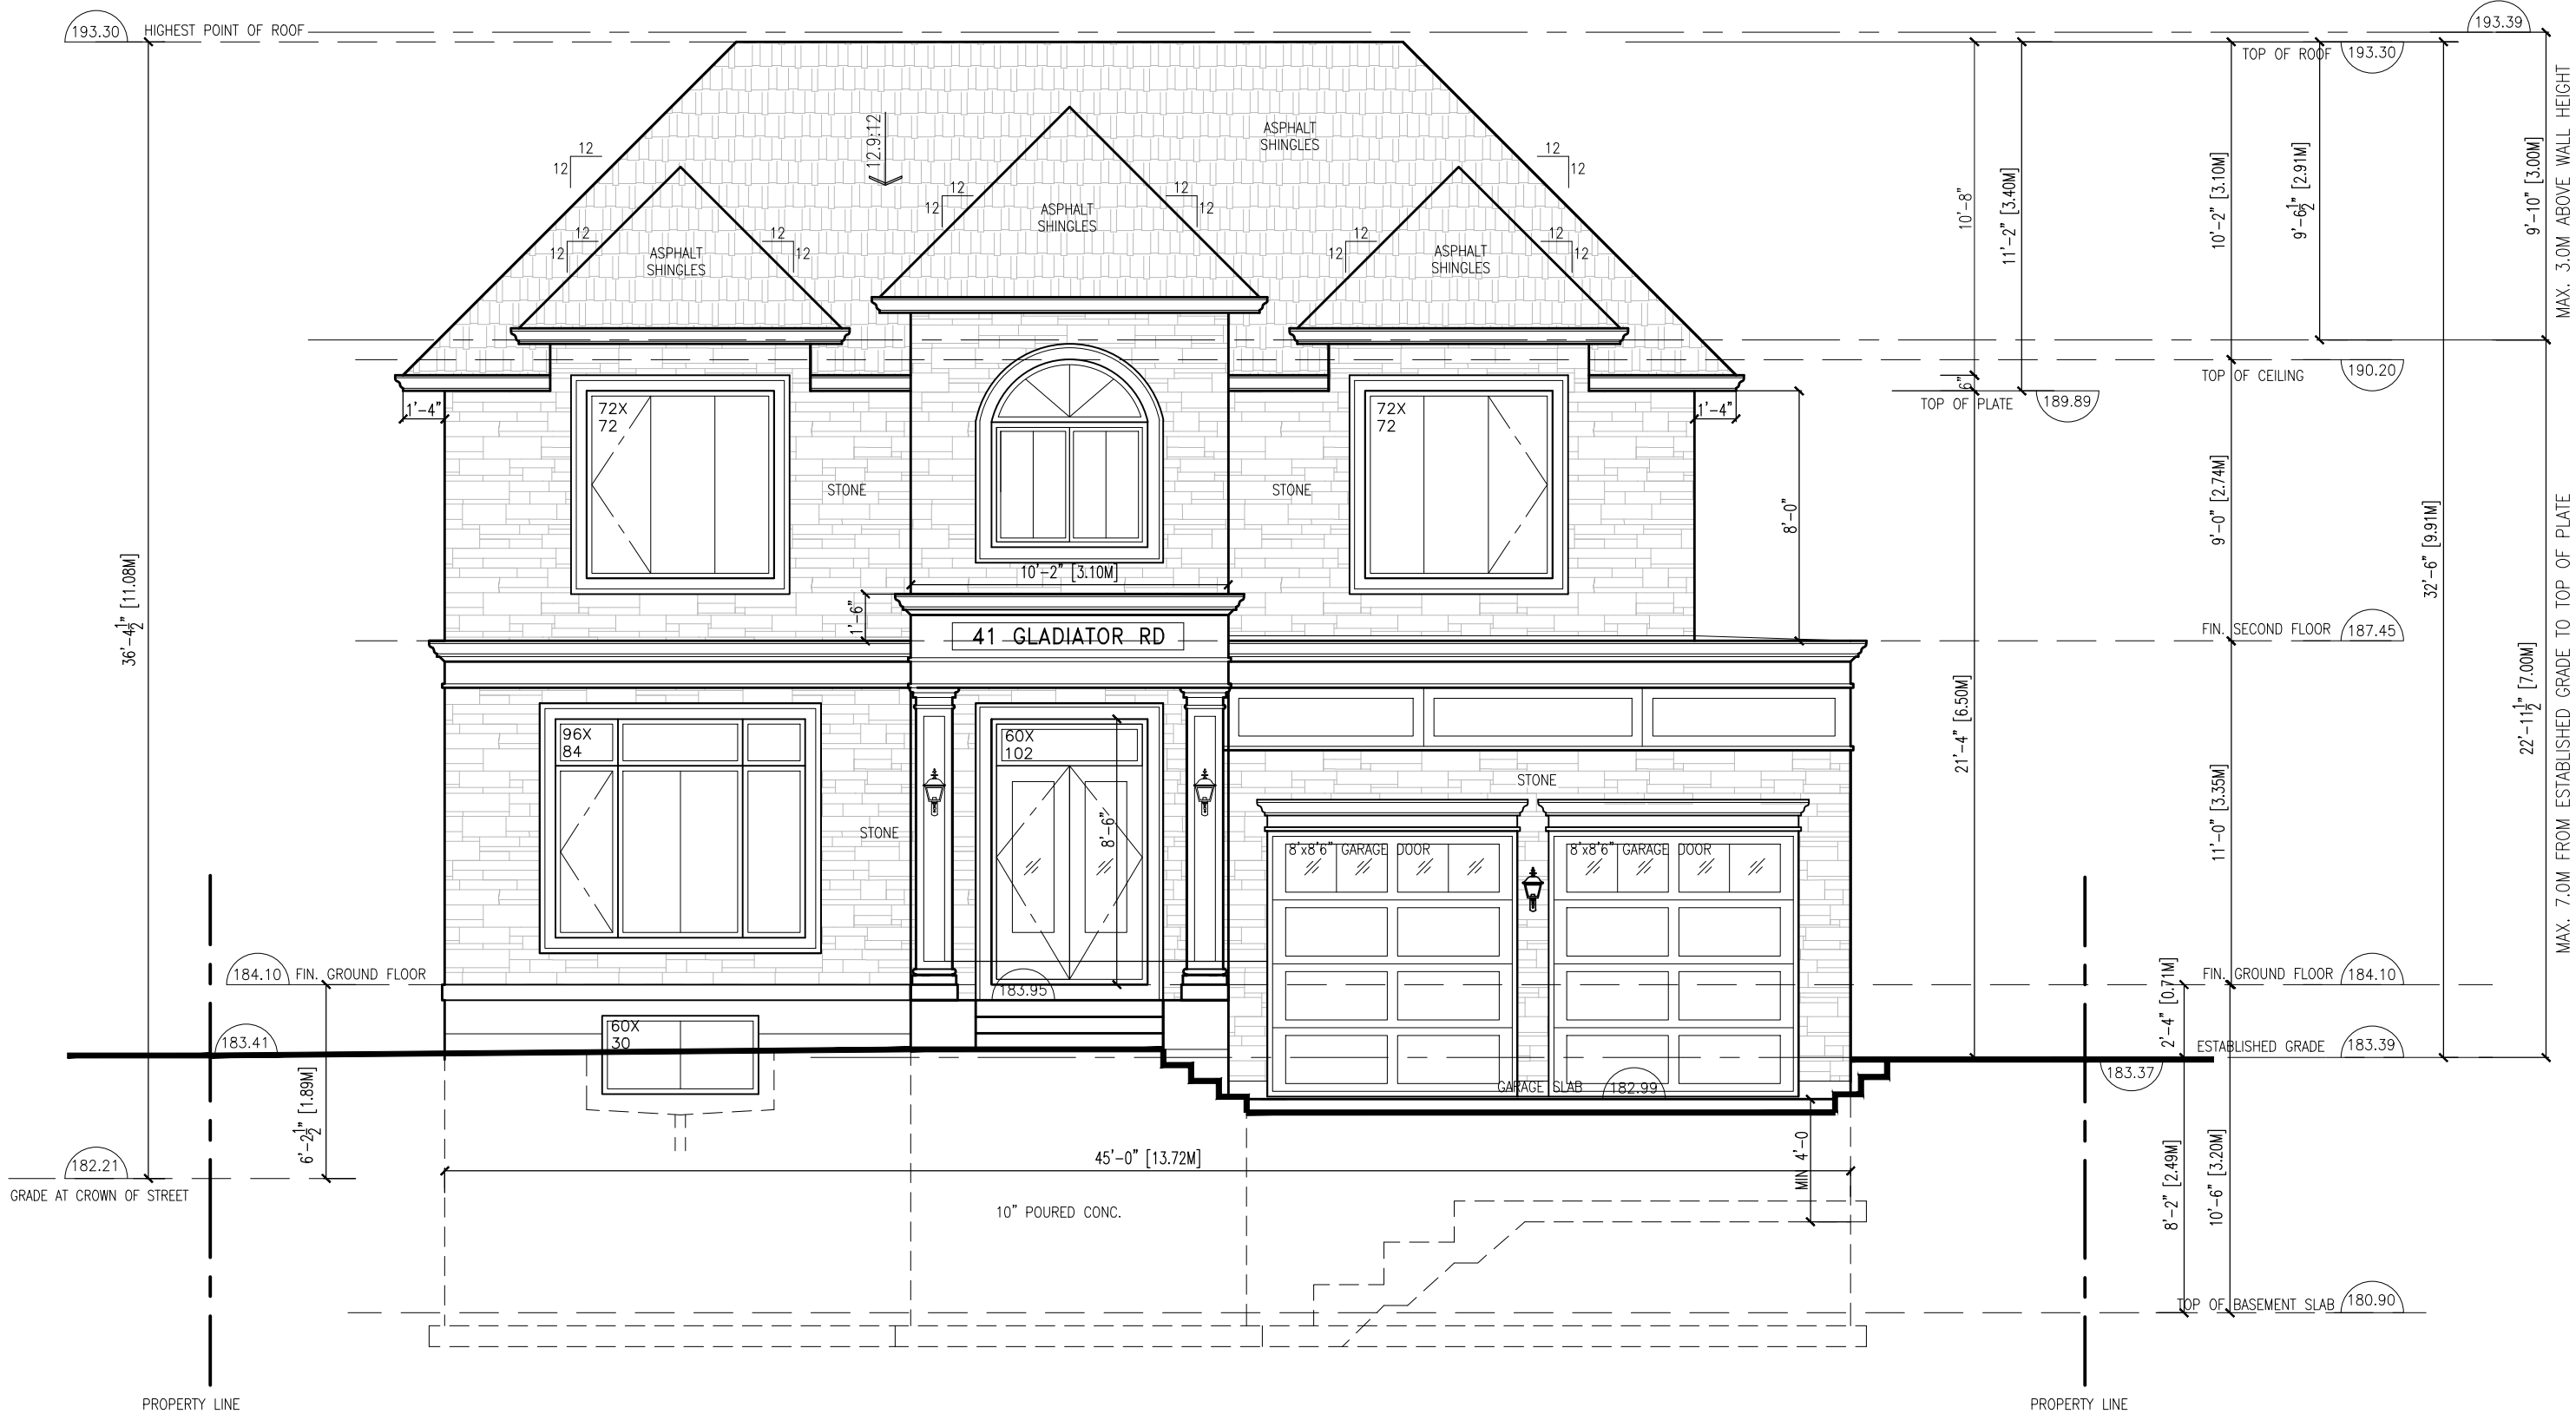 193.30
HIGHEST POINT OF ROOF
193.39
TOP OF ROOF
193.30
MAX. 3.0M ABOVE WALL HEIGHT
9'-10" [3.00M]
9'-6 1/2" [2.91M]
10'-2" [3.10M]
11'-2" [3.40M]
10'-8"
12.9:12
ASPHALT
SHINGLES
12
12
12
12
ASPHALT
SHINGLES
12
12
12
12
ASPHALT
SHINGLES
12
12
12
12
ASPHALT
SHINGLES
12
12
12
12
TOP OF CEILING
190.20
6"
TOP OF PLATE
189.89
1'-4"
72X
72
72X
72
1'-4"
STONE
STONE
8'-0"
9'-0" [2.74M]
32'-6" [9.91M]
MAX. 7.0M FROM ESTABLISHED GRADE TO TOP OF PLATE
36'-4 1/2" [11.08M]
10'-2" [3.10M]
1'-6"
41 GLADIATOR RD
FIN. SECOND FLOOR
187.45
22'-11 1/2" [7.00M]
21'-4" [6.50M]
96X
84
60X
102
8'-6"
STONE
STONE
11'-0" [3.35M]
8'x8'6" GARAGE DOOR
8'x8'6" GARAGE DOOR
184.10
FIN. GROUND FLOOR
183.95
FIN. GROUND FLOOR
184.10
2'-4" [0.71M]
183.41
60X
30
ESTABLISHED GRADE
183.39
183.37
GARAGE SLAB
182.99
6'-2 1/2" [1.89M]
182.21
GRADE AT CROWN OF STREET
45'-0" [13.72M]
MIN 4'-0
8'-2" [2.49M]
10'-6" [3.20M]
10" POURED CONC.
TOP OF BASEMENT SLAB
180.90
PROPERTY LINE
PROPERTY LINE